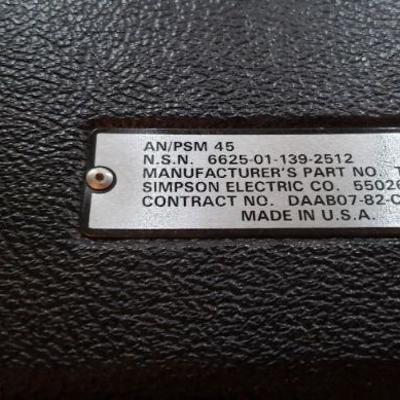 AN/PSM 45
N.S.N. 6625-01-139-2512
MANUFACTURER'S PART NO. T
SIMPSON ELECTRIC CO. 55026
CONTRACT NO. DAAB07-82-C
MADE IN U.S.A.